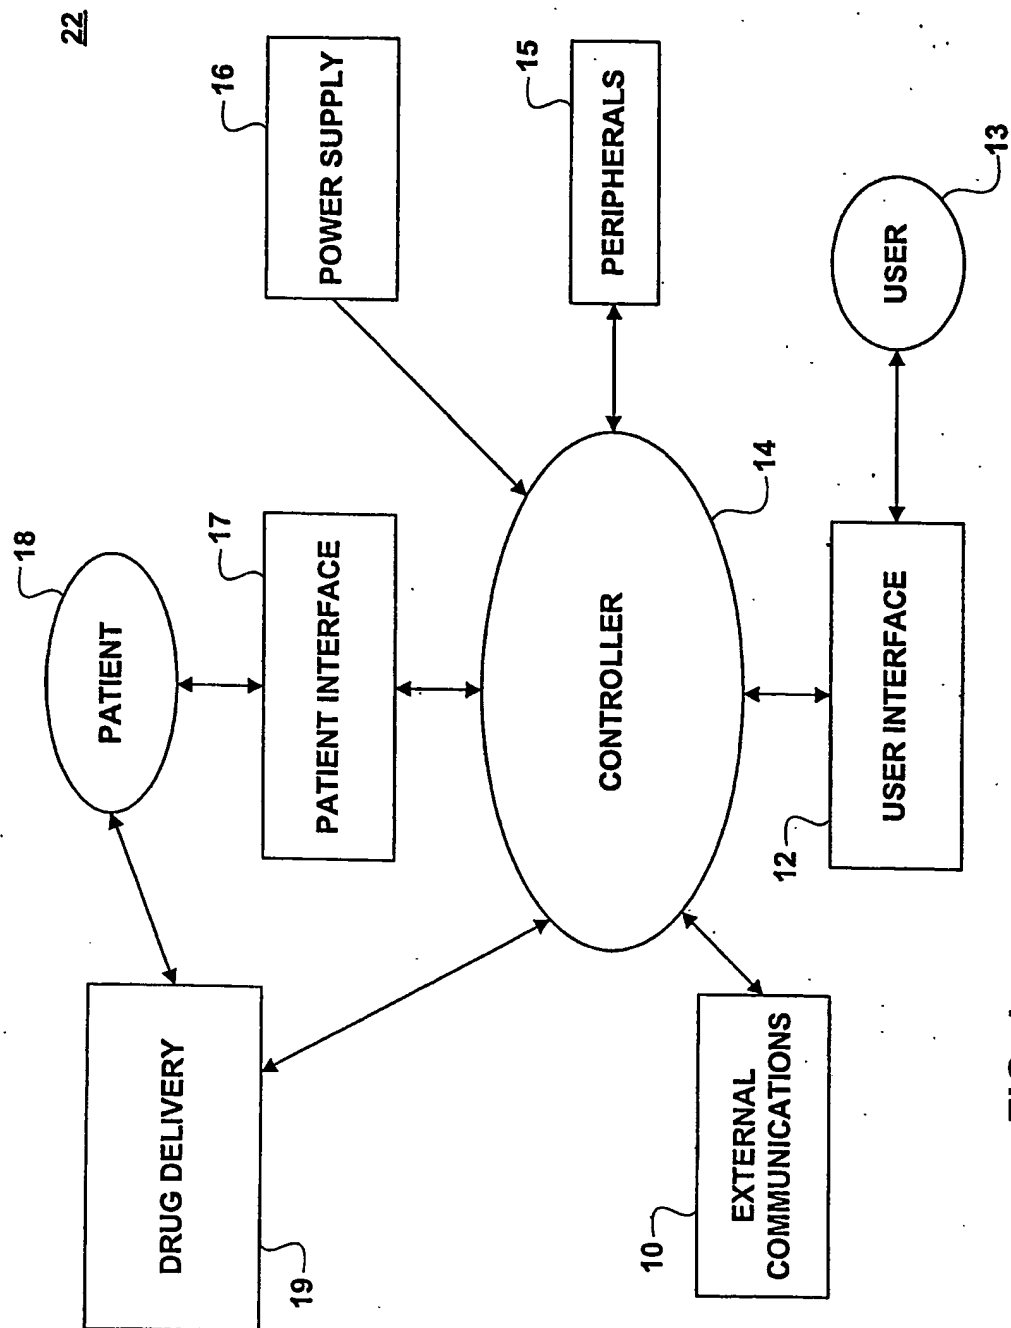 22
18
PATIENT
DRUG DELIVERY
19
17
PATIENT INTERFACE
16
POWER SUPPLY
15
PERIPHERALS
CONTROLLER
14
10
EXTERNAL
COMMUNICATIONS
12
USER INTERFACE
USER
13